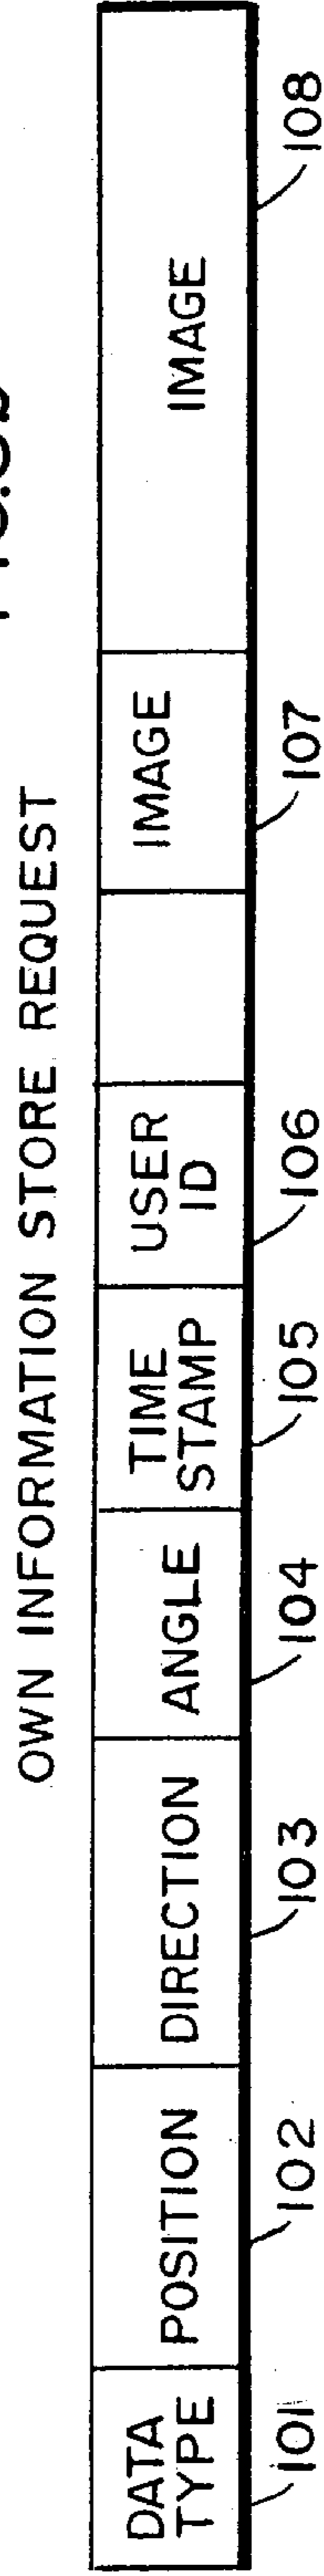 OWN INFORMATION STORE REQUEST
DATA TYPE
POSITION
DIRECTION
ANGLE
TIME STAMP
USER ID
IMAGE
IMAGE
101
102
103
104
105
106
107
108